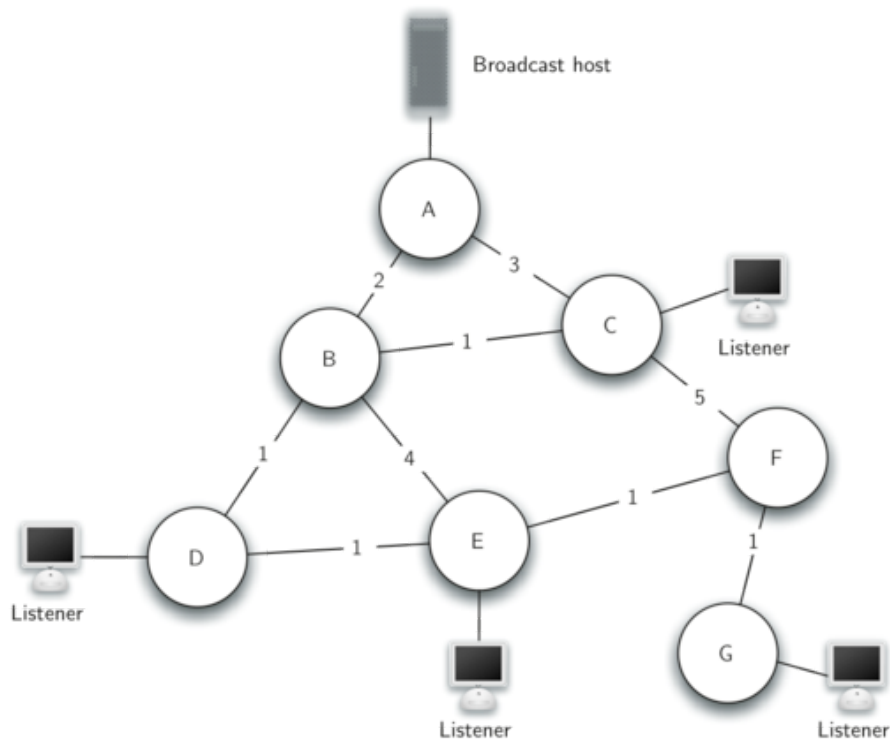 Broadcast host
A
3
2
C
1
B
Listener
5
1
4
F
1
E
1
D
1
Listener
G
Listener
Listener